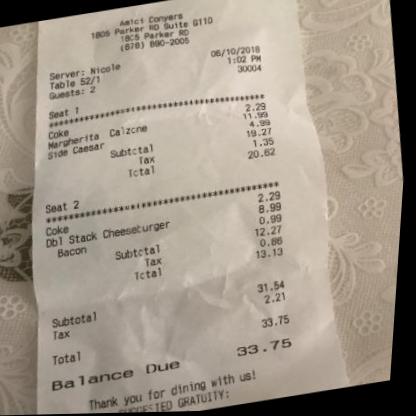 Amici Conyers
1805 Parker RD Suite G110
1805 Parker RD
(678) 890-2005
Server: Nicole 06/10/2018
Table 52/1 1:02 PM
Guests: 2 30004
Seat 1
****************************************
Coke 2.29
Margherita Calzone 11.99
Side Caesar 4.99
Subtotal 19.27
Tax 1.35
Total 20.62
Seat 2
****************************************
Coke 2.29
Dbl Stack Cheeseburger 8.99
Bacon 0.99
Subtotal 12.27
Tax 0.86
Total 13.13
Subtotal 31.54
Tax 2.21
Total 33.75
Balance Due 33.75
Thank you for dining with us!
SUGGESTED GRATUITY: